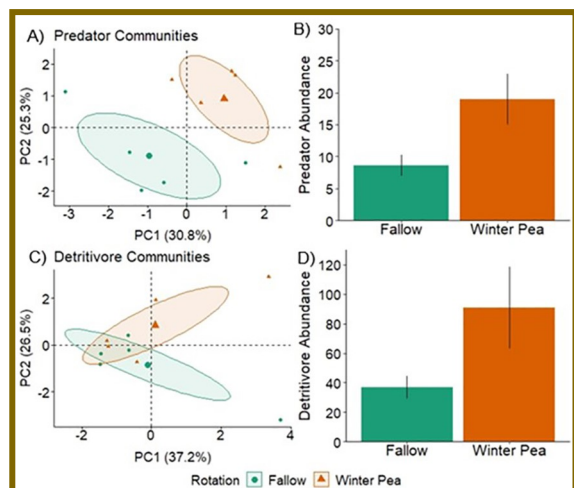 A) Predator Communities
PC2 (25.3%)
2
1
0
-1
-2
-3 -2 -1 0 1 2
PC1 (30.8%)
B)
Predator Abundance
30
25
20
15
10
5
0
Fallow Winter Pea
C) Detritivore Communities
PC2 (26.5%)
2
0
-2
-2 0 2 4
PC1 (37.2%)
D)
Detritivore Abundance
120
100
80
60
40
20
0
Fallow Winter Pea
Rotation Fallow Winter Pea